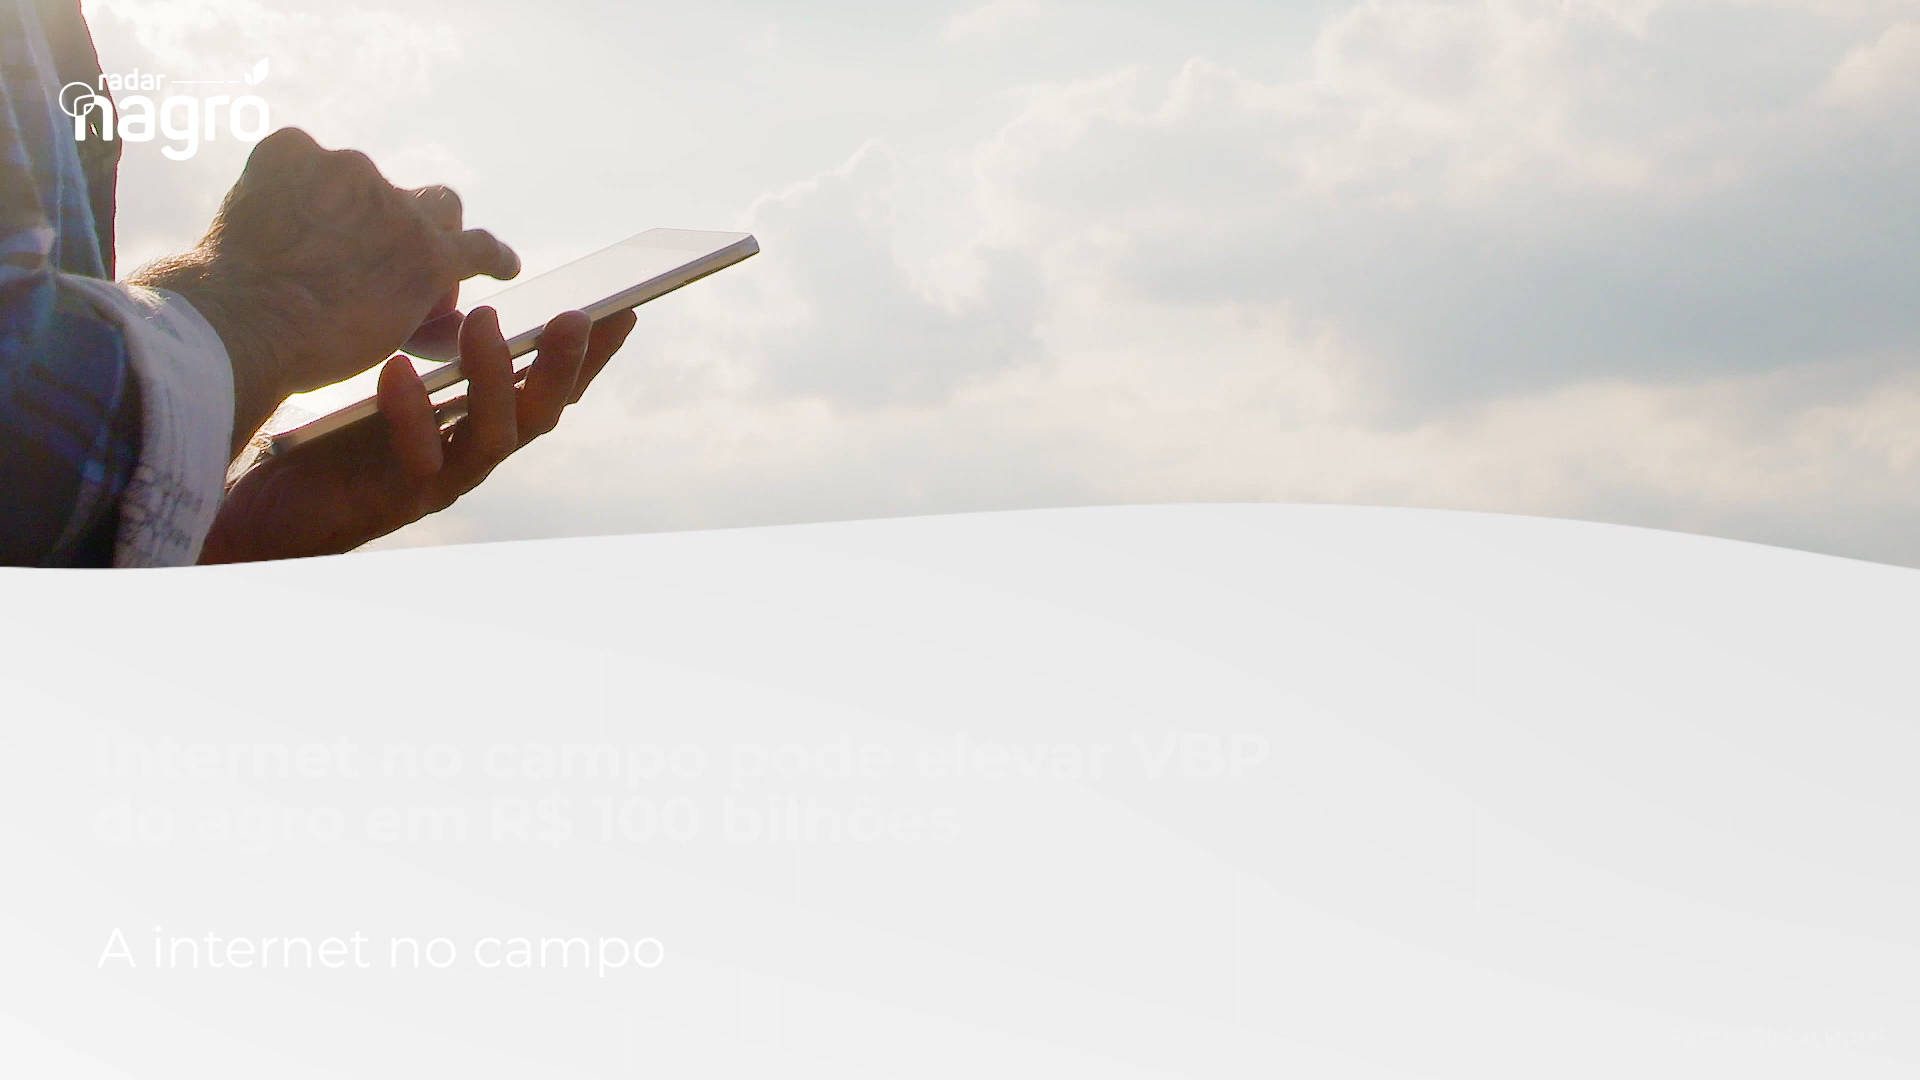 radar
nagro
Internet no campo pode elevar VBP
do agro em R$ 100 bilhões
A internet no campo